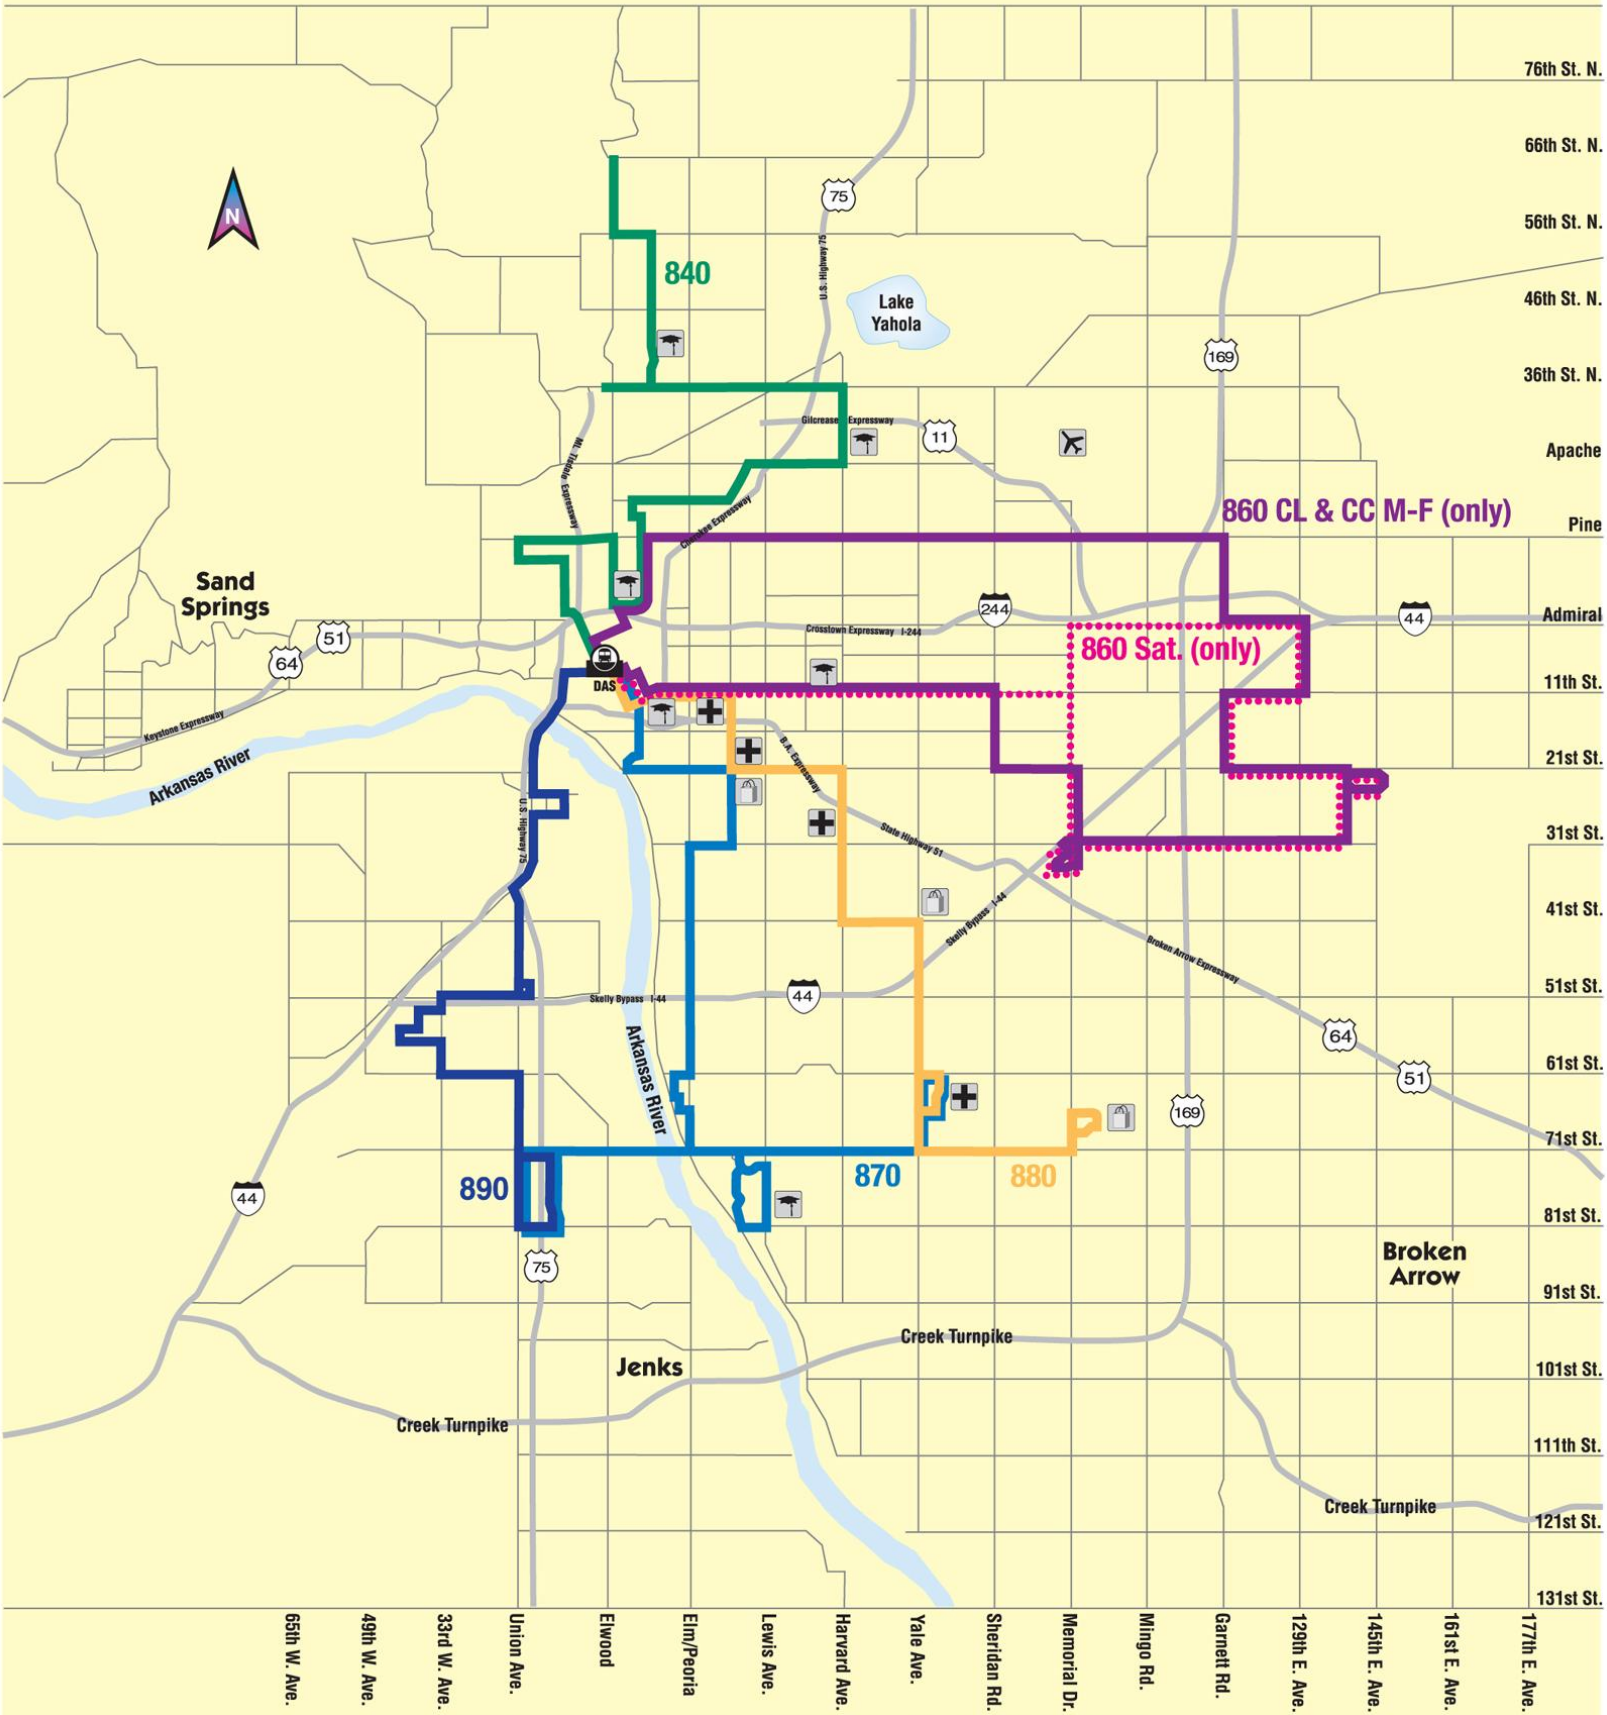 76th St. N.
66th St. N.
N
75
56th St. N.
U.S. Highway 75
840
Lake
Yahola
46th St. N.
169
36th St. N.
Gilcrease Expressway
11
Mt. Tisdale Expressway
Apache
Cherokee Expressway
860 CL & CC M-F (only)
Pine
Sand
Springs
244
44
Admiral
51
64
Crosstown Expressway I-244
860 Sat. (only)
DAS
11th St.
Keystone Expressway
Arkansas River
B.A. Expressway
21st St.
U.S. Highway 75
State Highway 51
31st St.
Skelly Bypass I-44
41st St.
Broken Arrow Expressway
Skelly Bypass I-44
44
51st St.
Arkansas River
64
61st St.
51
169
71st St.
890
870
880
44
81st St.
75
Broken
Arrow
91st St.
Creek Turnpike
Jenks
101st St.
Creek Turnpike
111th St.
Creek Turnpike
121st St.
131st St.
65th W. Ave.
49th W. Ave.
33rd W. Ave.
Union Ave.
Elwood
Elm/Peoria
Lewis Ave.
Harvard Ave.
Yale Ave.
Sheridan Rd.
Memorial Dr.
Mingo Rd.
Garnett Rd.
129th E. Ave.
145th E. Ave.
161st E. Ave.
177th E. Ave.